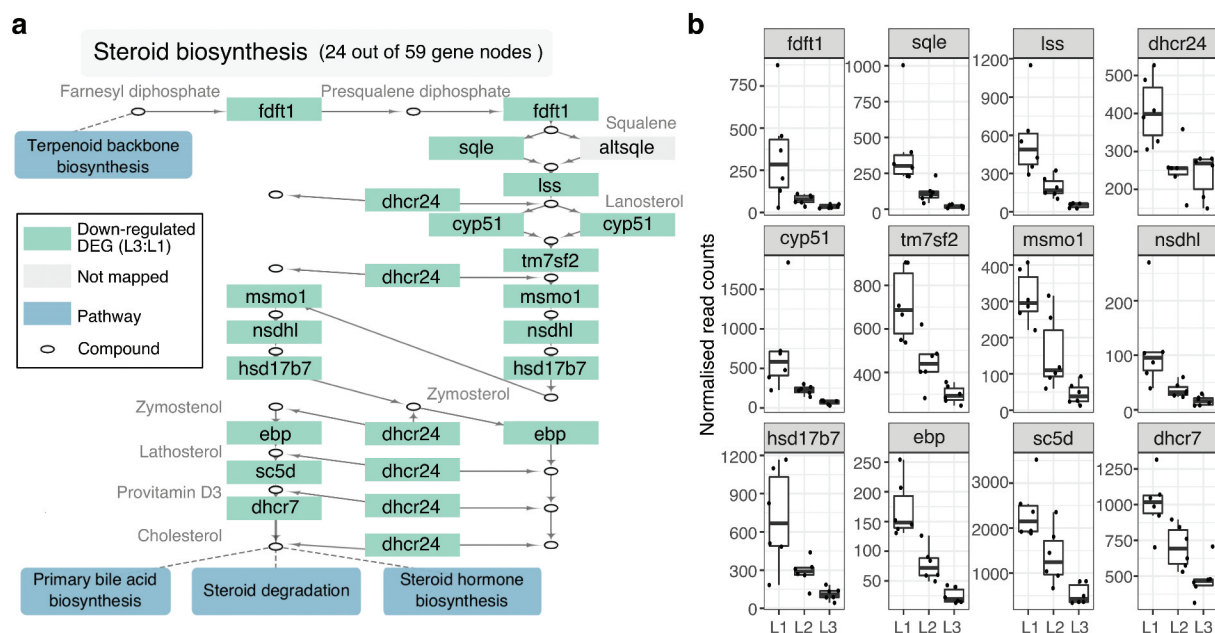 a
Steroid biosynthesis (24 out of 59 gene nodes )
Farnesyl diphosphate
Presqualene diphosphate
fdft1
fdft1
Squalene
Terpenoid backbone
biosynthesis
sqle
altsqle
lss
dhcr24
Lanosterol
cyp51
cyp51
tm7sf2
dhcr24
msmo1
msmo1
nsdhl
nsdhl
hsd17b7
hsd17b7
Down-regulated
DEG (L3:L1)
Not mapped
Pathway
Compound
Zymosterol
Zymostenol
ebp
dhcr24
ebp
Lathosterol
sc5d
dhcr24
Provitamin D3
dhcr7
dhcr24
Cholesterol
dhcr24
Primary bile acid
biosynthesis
Steroid degradation
Steroid hormone
biosynthesis
b
Normalised read counts
fdft1
750
500
250
0
sqle
1000
750
500
250
0
lss
1200
900
600
300
0
dhcr24
500
400
300
200
cyp51
1500
1000
500
0
tm7sf2
800
600
400
msmo1
400
300
200
100
0
nsdhl
200
100
0
hsd17b7
1200
900
600
300
0
L1 L2 L3
ebp
250
200
150
100
50
L1 L2 L3
sc5d
3000
2000
1000
L1 L2 L3
dhcr7
1250
1000
750
500
L1 L2 L3